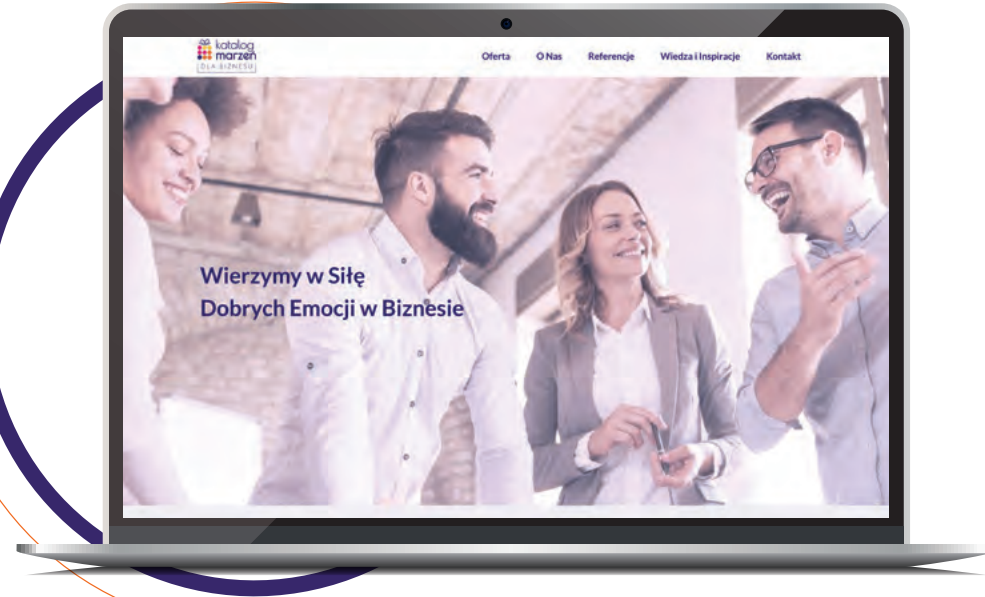 katalog
marzeń
DLA BIZNESU
Oferta O Nas Referencje Wiedza i Inspiracje Kontakt
Wierzymy w Siłę
Dobrych Emocji w Biznesie